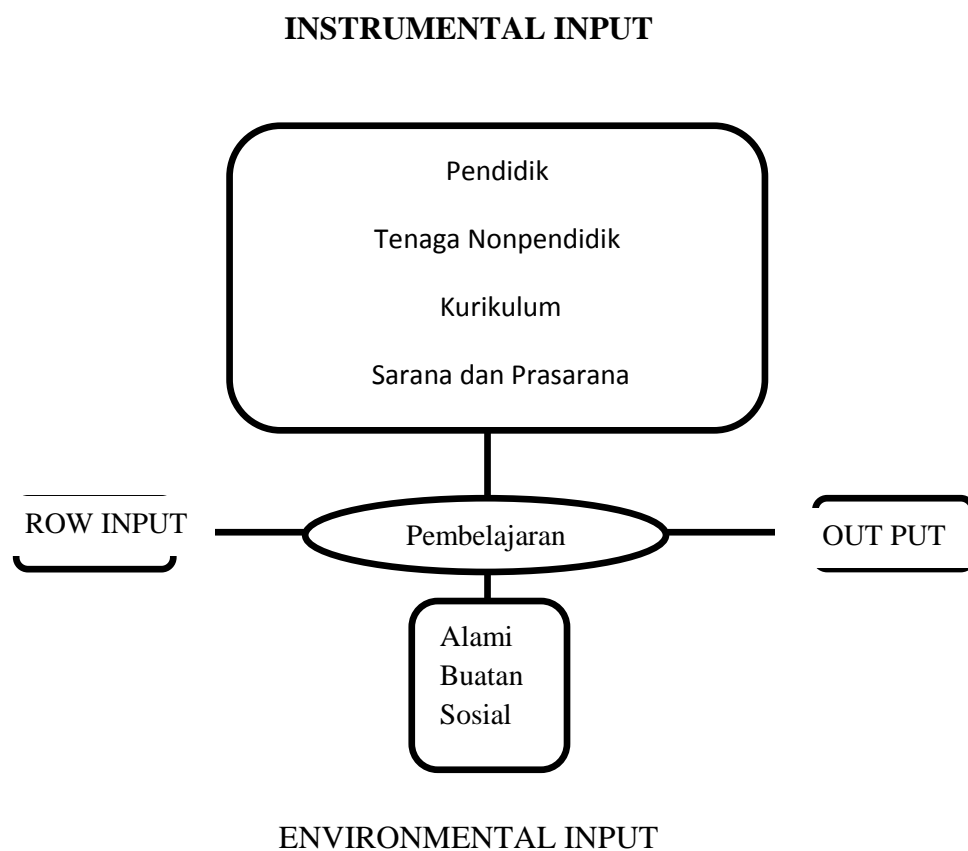 INSTRUMENTAL INPUT
Pendidik
Tenaga Nonpendidik
Kurikulum
Sarana dan Prasarana
ROW INPUT
Pembelajaran
OUT PUT
Alami
Buatan
Sosial
ENVIRONMENTAL INPUT